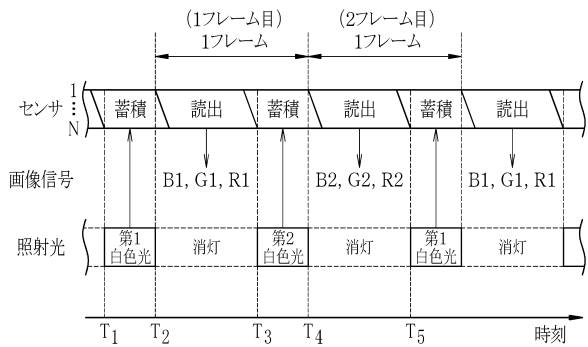 (1フレーム目) (2フレーム目)
1フレーム 1フレーム
センサ 1 ⋮ N 蓄積 読出 蓄積 読出 蓄積 読出
画像信号 B1, G1, R1 B2, G2, R2 B1, G1, R1
照射光 第1白色光 消灯 第2白色光 消灯 第1白色光 消灯
T1 T2 T3 T4 T5 時刻